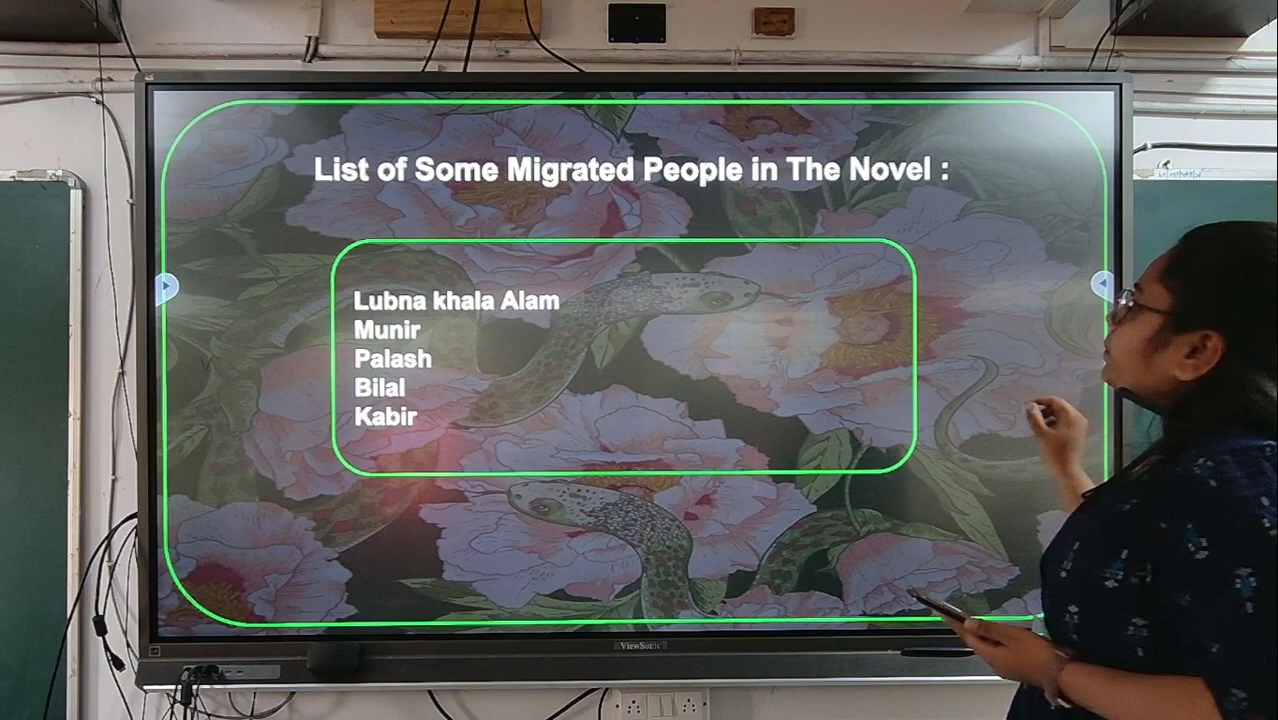 List of Some Migrated People in The Novel :
Lubna khala Alam
Munir
Palash
Bilal
Kabir
ViewSonic